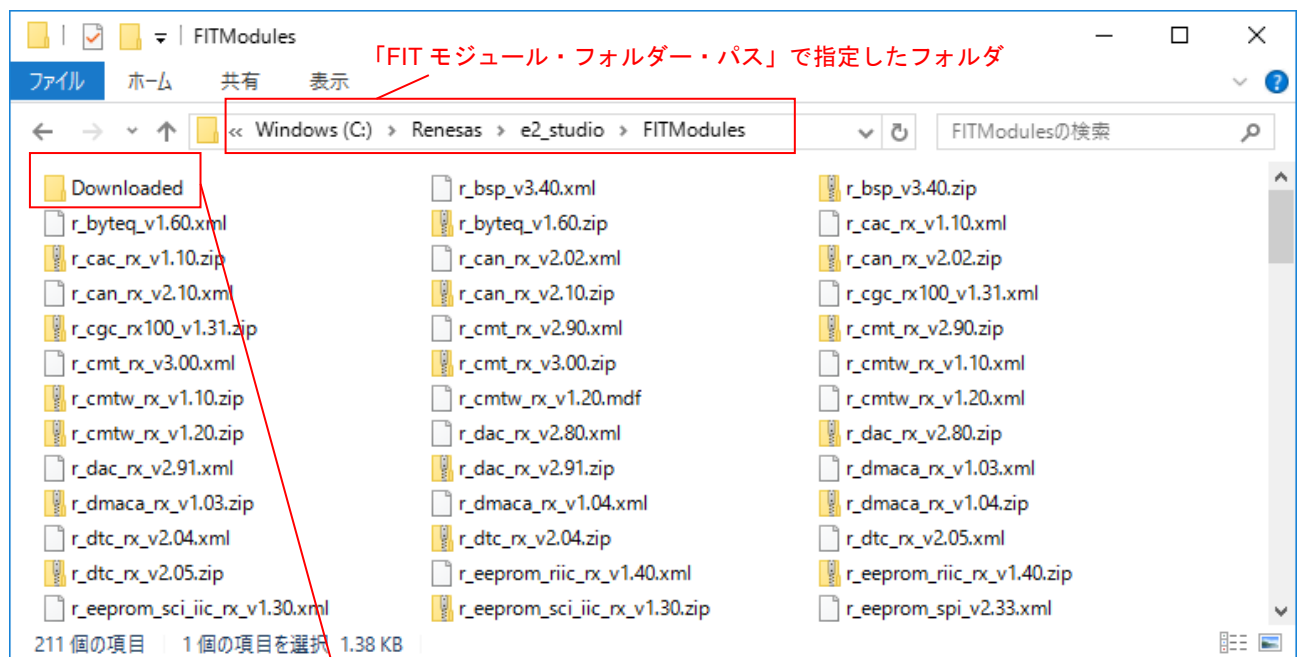 FITModules
「FIT モジュール・フォルダー・パス」で指定したフォルダ
ファイル ホーム 共有 表示
« Windows (C:) › Renesas › e2_studio › FITModules
FITModulesの検索
Downloaded r_bsp_v3.40.xml r_bsp_v3.40.zip
r_byteq_v1.60.xml r_byteq_v1.60.zip r_cac_rx_v1.10.xml
r_cac_rx_v1.10.zip r_can_rx_v2.02.xml r_can_rx_v2.02.zip
r_can_rx_v2.10.xml r_can_rx_v2.10.zip r_cgc_rx100_v1.31.xml
r_cgc_rx100_v1.31.zip r_cmt_rx_v2.90.xml r_cmt_rx_v2.90.zip
r_cmt_rx_v3.00.xml r_cmt_rx_v3.00.zip r_cmtw_rx_v1.10.xml
r_cmtw_rx_v1.10.zip r_cmtw_rx_v1.20.mdf r_cmtw_rx_v1.20.xml
r_cmtw_rx_v1.20.zip r_dac_rx_v2.80.xml r_dac_rx_v2.80.zip
r_dac_rx_v2.91.xml r_dac_rx_v2.91.zip r_dmaca_rx_v1.03.xml
r_dmaca_rx_v1.03.zip r_dmaca_rx_v1.04.xml r_dmaca_rx_v1.04.zip
r_dtc_rx_v2.04.xml r_dtc_rx_v2.04.zip r_dtc_rx_v2.05.xml
r_dtc_rx_v2.05.zip r_eeprom_riic_rx_v1.40.xml r_eeprom_riic_rx_v1.40.zip
r_eeprom_sci_iic_rx_v1.30.xml r_eeprom_sci_iic_rx_v1.30.zip r_eeprom_spi_v2.33.xml
211 個の項目 1 個の項目を選択 1.38 KB